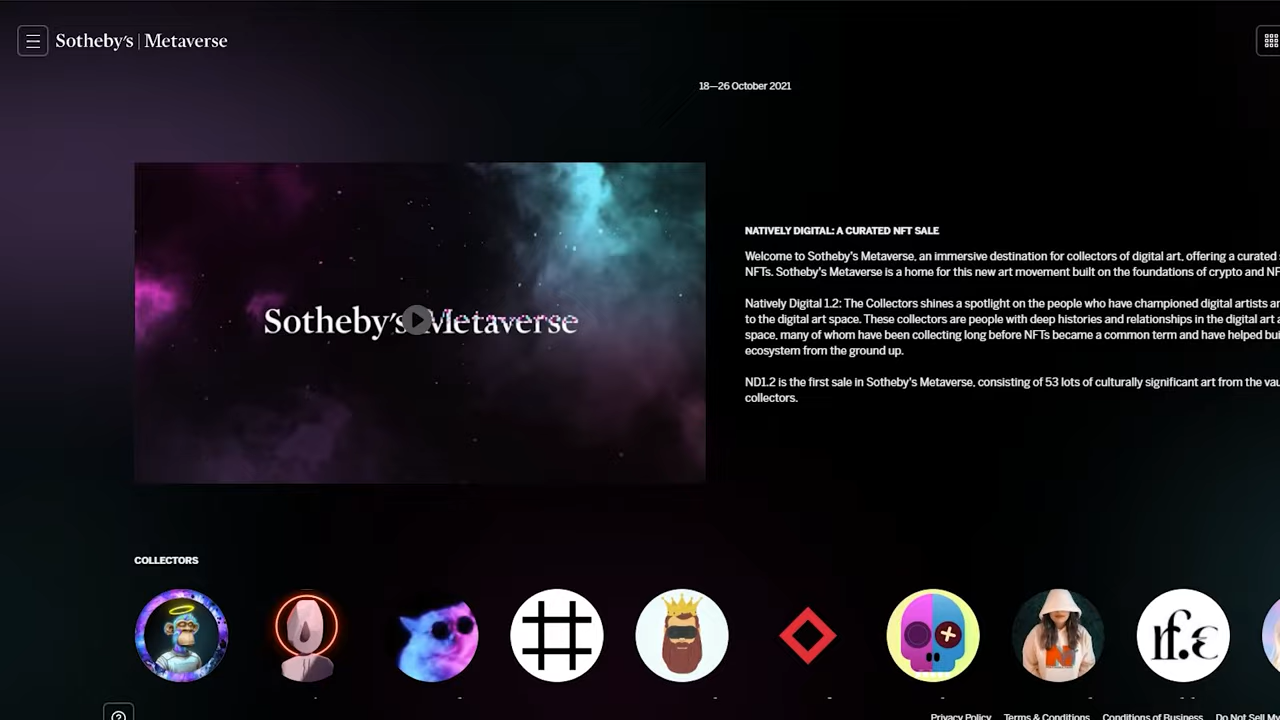 Sotheby's | Metaverse
18—26 October 2021
Sotheby's Metaverse
NATIVELY DIGITAL: A CURATED NFT SALE
Welcome to Sotheby's Metaverse, an immersive destination for collectors of digital art, offering a curated
NFTs. Sotheby's Metaverse is a home for this new art movement built on the foundations of crypto and
Natively Digital 1.2: The Collectors shines a spotlight on the people who have championed digital artists
to the digital art space. These collectors are people with deep histories and relationships in the digital art
space, many of whom have been collecting long before NFTs became a common term and have helped
ecosystem from the ground up.
ND1.2 is the first sale in Sotheby's Metaverse, consisting of 53 lots of culturally significant art from the
collectors.
COLLECTORS
N
rf.c
?
Privacy Policy Terms & Conditions Conditions of Business Do Not Sell